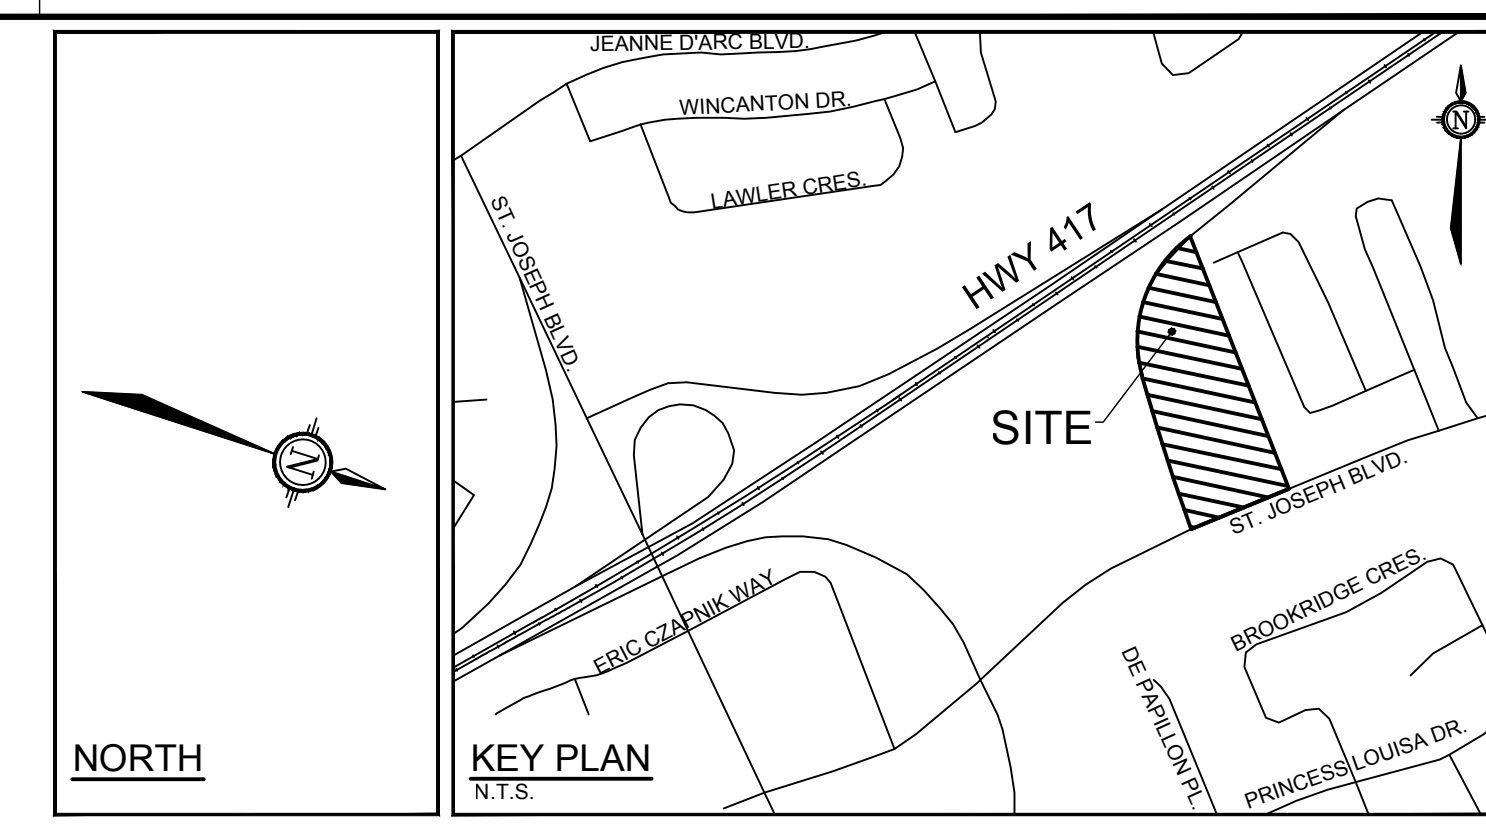 N
NORTH
JEANNE D'ARC BLVD.
WINCANTON DR.
LAWLER CRES.
ST. JOSEPH BLVD.
HWY 417
N
SITE
ST. JOSEPH BLVD.
ERIC CZAPNIK WAY
BROOKRIDGE CRES.
DE PAPILLON PL.
PRINCESS LOUISA DR.
KEY PLAN
N.T.S.